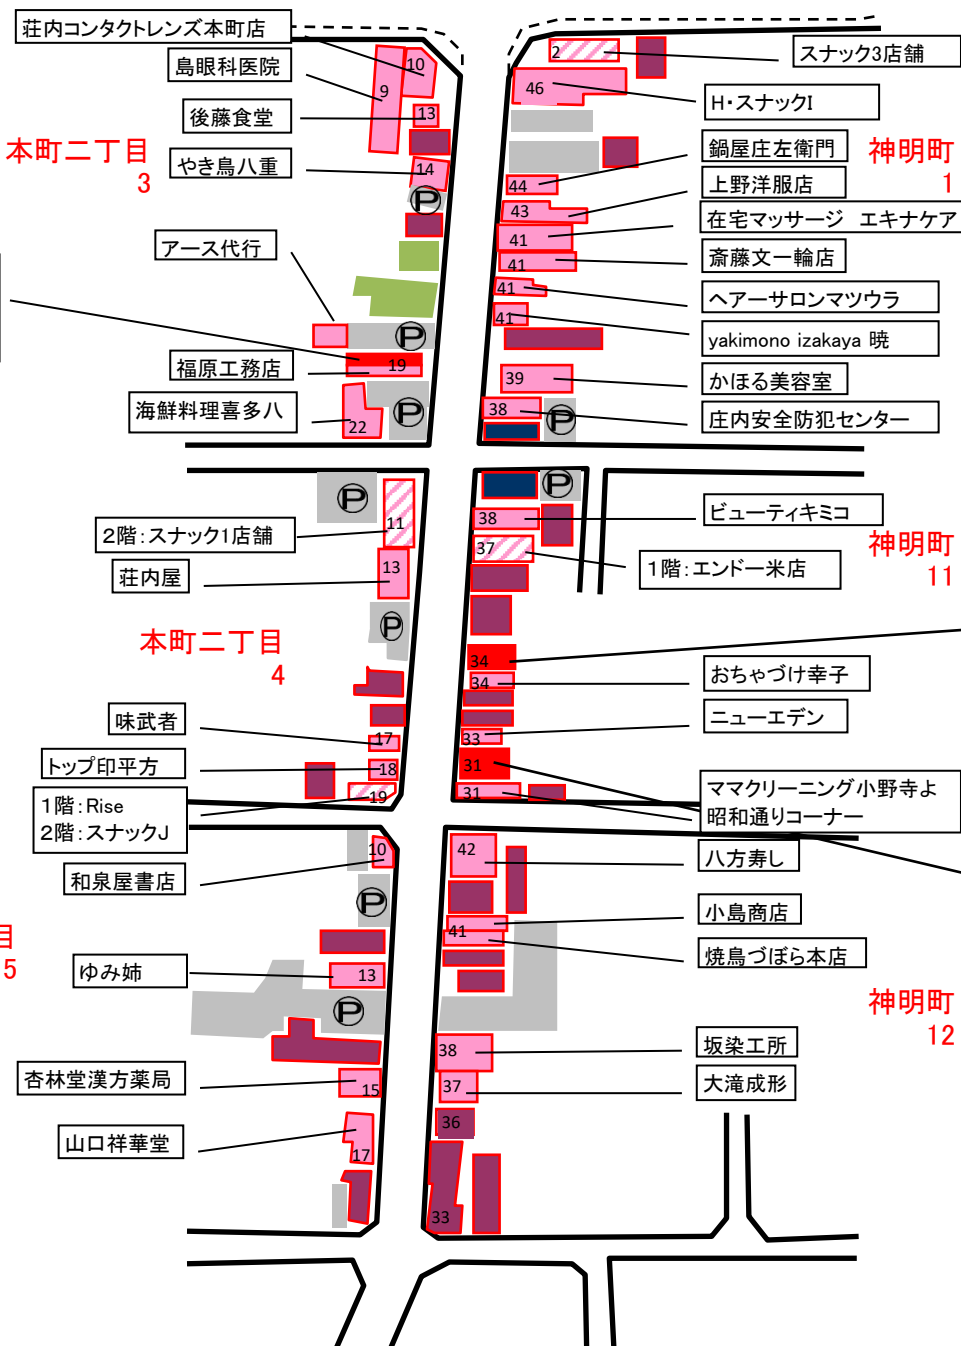 荘内コンタクトレンズ本町店
島眼科医院
後藤食堂
やき鳥八重
本町二丁目
3
アース代行
福原工務店
海鮮料理喜多八
10
9
13
14
P
P
19
22
P
2
スナック3店舗
46
H・スナックI
44
鍋屋庄左衛門
神明町
1
43
上野洋服店
41
在宅マッサージ エキナケア
41
斎藤文一輪店
41
ヘアーサロンマツウラ
41
yakimono izakaya 暁
39
かほる美容室
38
庄内安全防犯センター
P
P
11
2階:スナック1店舗
13
荘内屋
P
本町二丁目
4
17
味武者
18
トップ印平方
19
1階:Rise
2階:スナックJ
P
38
ビューティキミコ
37
1階:エンドー米店
神明町
11
34
34
おちゃづけ幸子
33
ニューエデン
31
31
ママクリーニング小野寺よ
昭和通りコーナー
10
和泉屋書店
P
目
5
13
ゆみ姉
P
15
杏林堂漢方薬局
17
山口祥華堂
42
八方寿し
41
小島商店
焼鳥づぼら本店
神明町
12
38
坂染工所
37
大滝成形
36
33